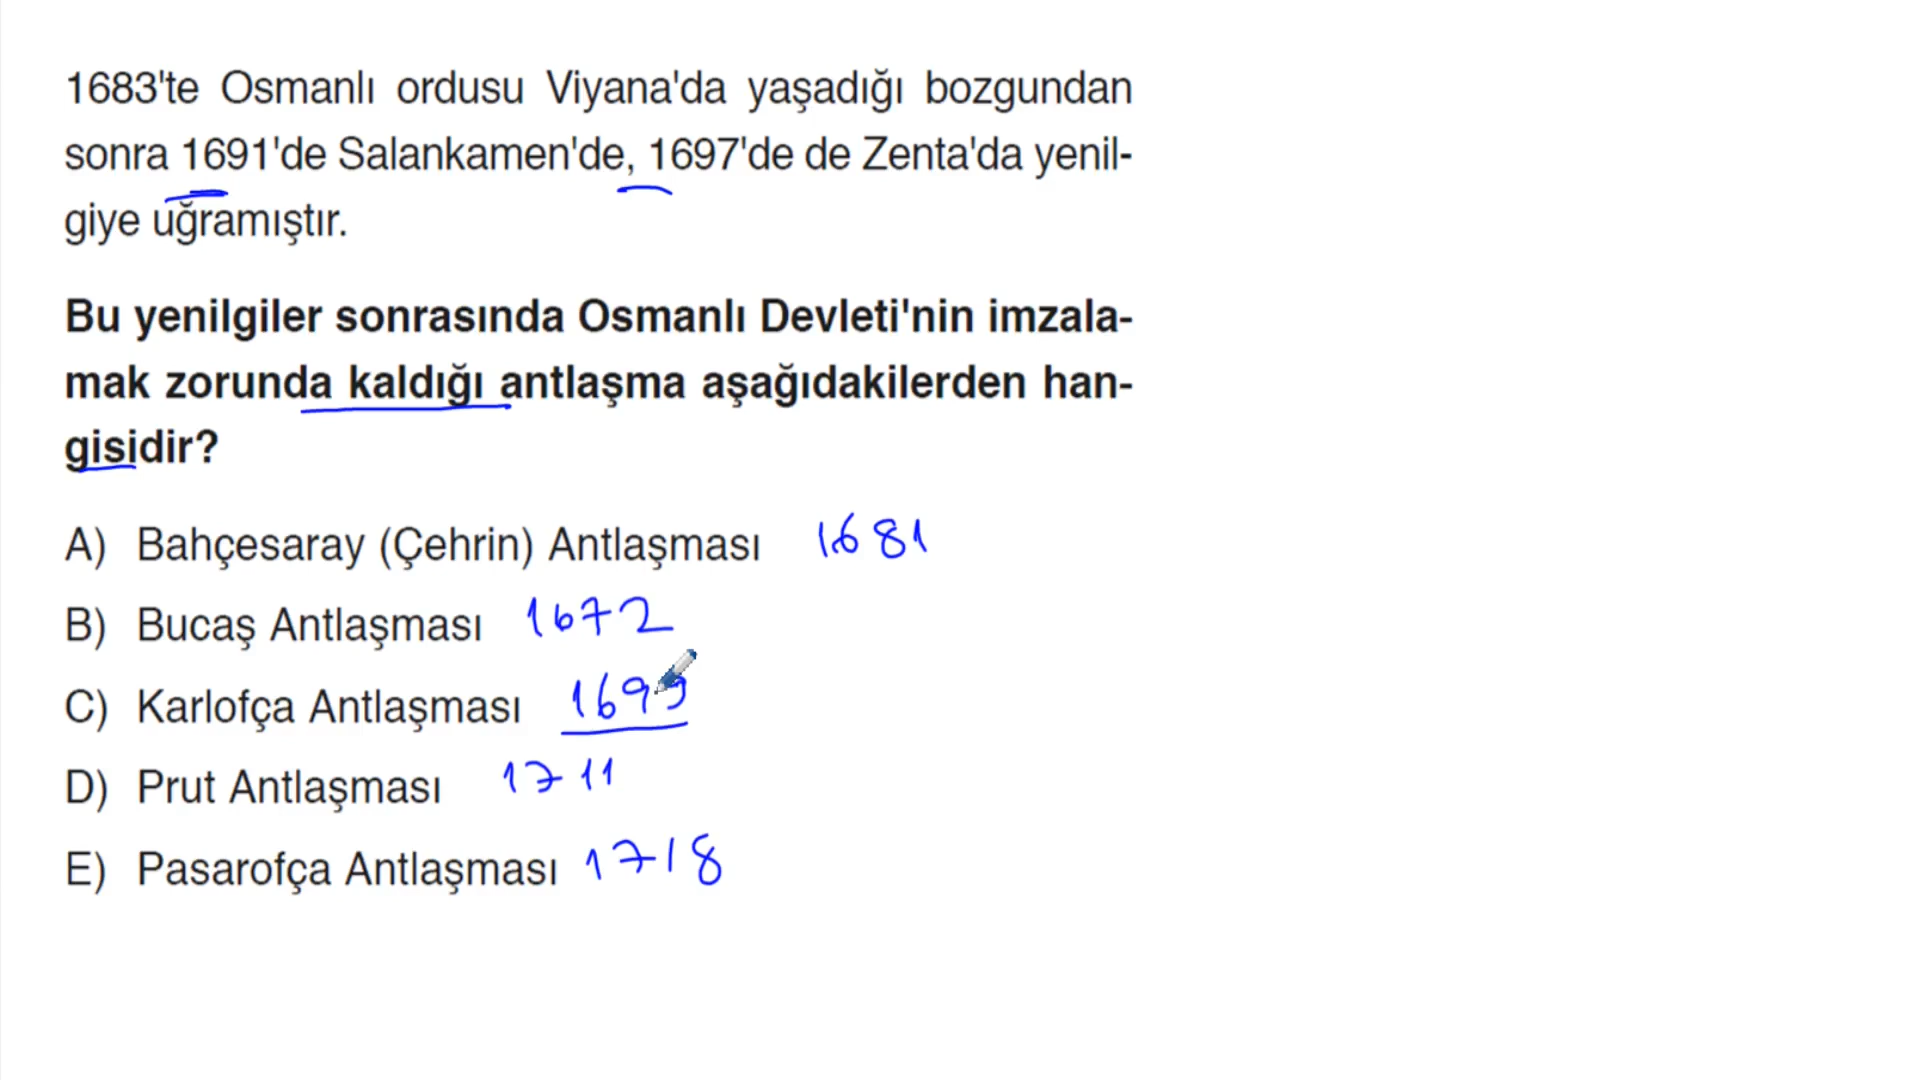 1683'te Osmanlı ordusu Viyana'da yaşadığı bozgundan
sonra 1691'de Salankamen'de, 1697'de de Zenta'da yenil-
giye uğramıştır.
Bu yenilgiler sonrasında Osmanlı Devleti'nin imzala-
mak zorunda kaldığı antlaşma aşağıdakilerden han-
gisidir?
A) Bahçesaray (Çehrin) Antlaşması 1681
B) Bucaş Antlaşması 1672
C) Karlofça Antlaşması 1699
D) Prut Antlaşması 1711
E) Pasarofça Antlaşması 1718